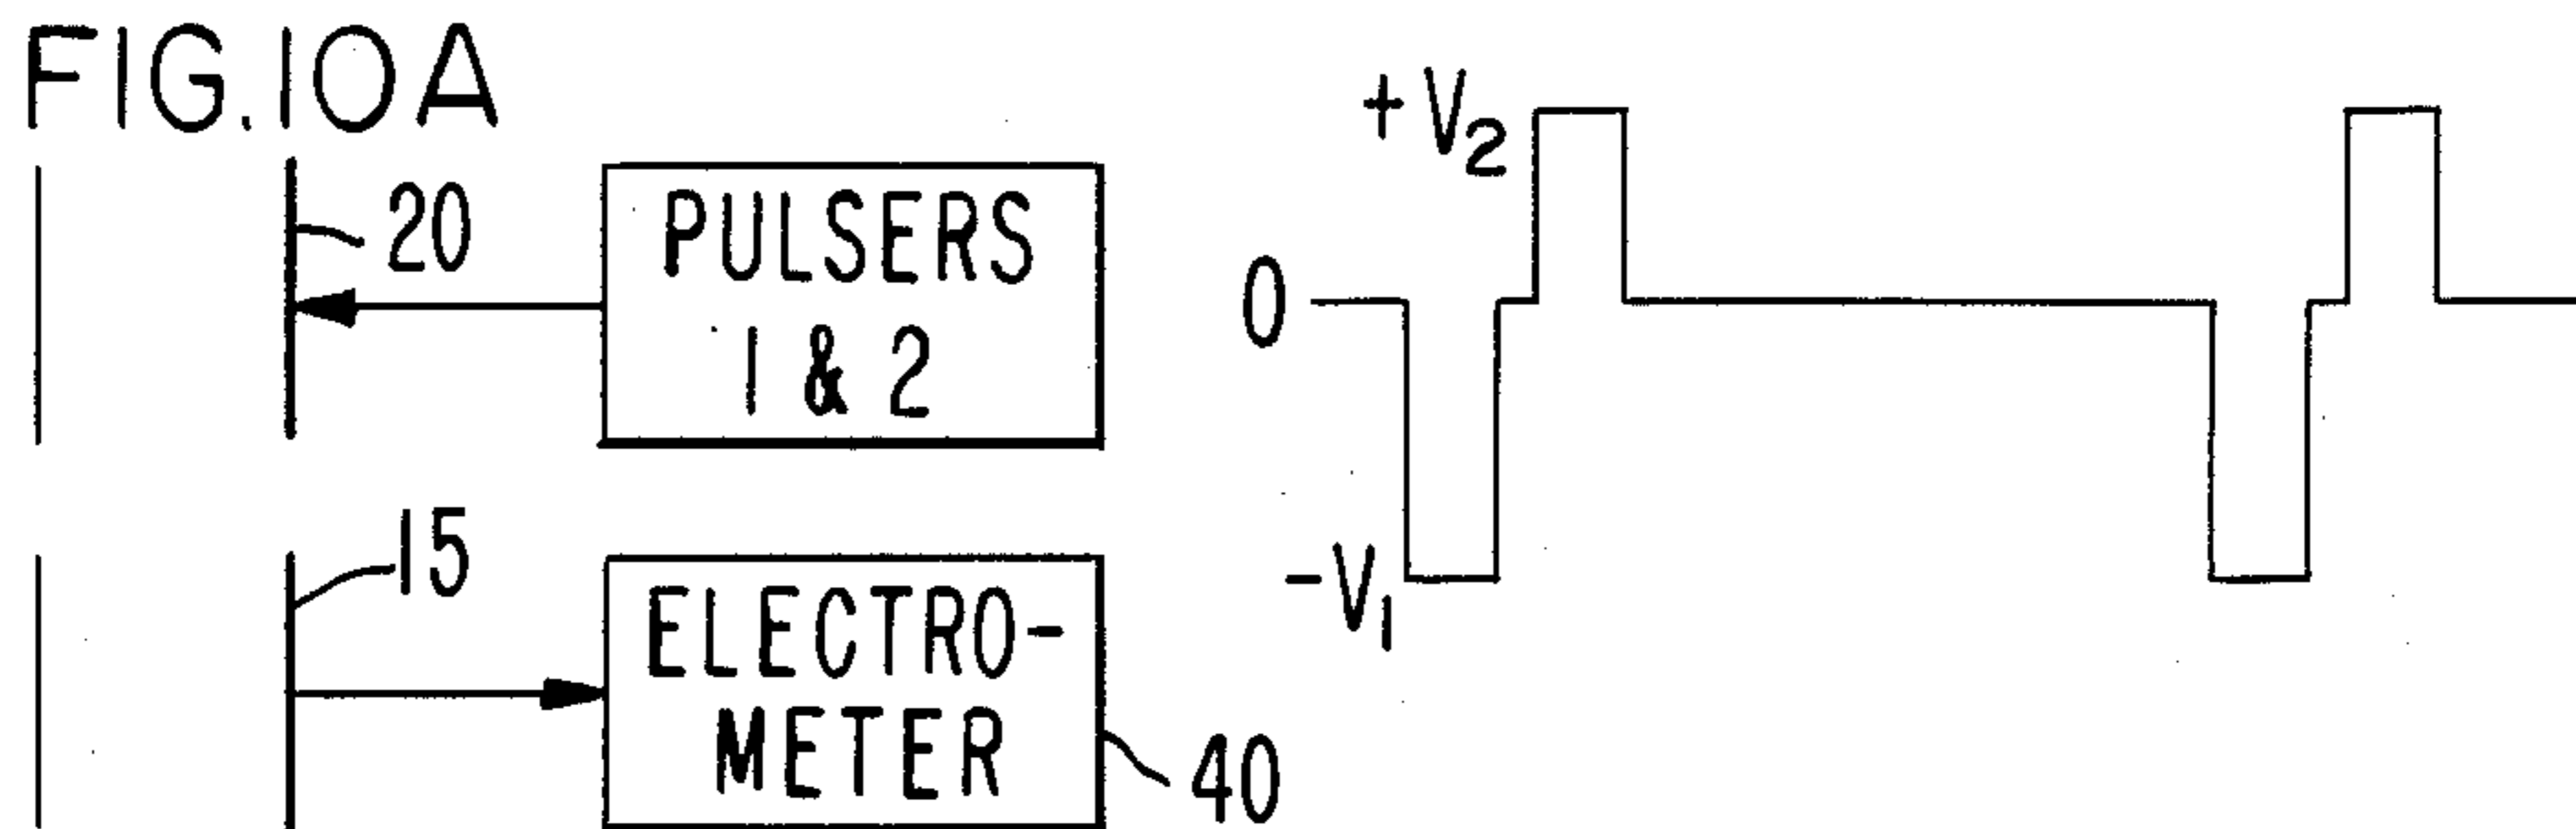 FIG.10A
20
PULSERS
1 & 2
+V2
0
-V1
15
ELECTRO-
METER
40